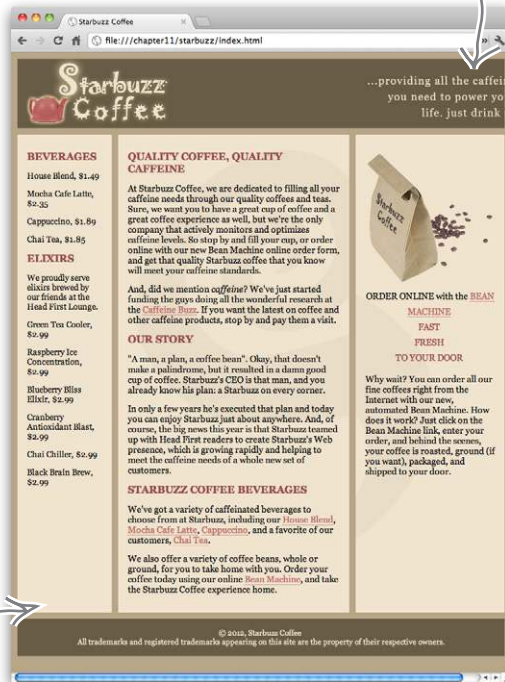 Starbuzz Coffee
file:///chapter11/starbuzz/index.html
Starbuzz
Coffee
...providing all the caffei
you need to power yo
life. just drink
BEVERAGES
House Blend, $1.49
Mocha Cafe Latte,
$2.35
Cappuccino, $1.89
Chai Tea, $1.85
ELIXIRS
We proudly serve
elixirs brewed by
our friends at the
Head First Lounge.
Green Tea Cooler,
$2.99
Raspberry Ice
Concentration,
$2.99
Blueberry Bliss
Elixir, $2.99
Cranberry
Antioxidant Blast,
$2.99
Chai Chiller, $2.99
Black Brain Brew,
$2.99
QUALITY COFFEE, QUALITY
CAFFEINE
At Starbuzz Coffee, we are dedicated to filling all your
caffeine needs through our quality coffees and teas.
Sure, we want you to have a great cup of coffee and a
great coffee experience as well, but we're the only
company that actively monitors and optimizes
caffeine levels. So stop by and fill your cup, or order
online with our new Bean Machine online order form,
and get that quality Starbuzz coffee that you know
will meet your caffeine standards.
And, did we mention caffeine? We've just started
funding the guys doing all the wonderful research at
the Caffeine Buzz. If you want the latest on coffee and
other caffeine products, stop by and pay them a visit.
OUR STORY
"A man, a plan, a coffee bean". Okay, that doesn't
make a palindrome, but it resulted in a damn good
cup of coffee. Starbuzz's CEO is that man, and you
already know his plan: a Starbuzz on every corner.
In only a few years he's executed that plan and today
you can enjoy Starbuzz just about anywhere. And, of
course, the big news this year is that Starbuzz teamed
up with Head First readers to create Starbuzz's Web
presence, which is growing rapidly and helping to
meet the caffeine needs of a whole new set of
customers.
STARBUZZ COFFEE BEVERAGES
We've got a variety of caffeinated beverages to
choose from at Starbuzz, including our House Blend,
Mocha Cafe Latte, Cappuccino, and a favorite of our
customers, Chai Tea.
We also offer a variety of coffee beans, whole or
ground, for you to take home with you. Order your
coffee today using our online Bean Machine, and take
the Starbuzz Coffee experience home.
Starbuzz
Coffee
ORDER ONLINE with the BEAN
MACHINE
FAST
FRESH
TO YOUR DOOR
Why wait? You can order all our
fine coffees right from the
Internet with our new,
automated Bean Machine. How
does it work? Just click on the
Bean Machine link, enter your
order, and behind the scenes,
your coffee is roasted, ground (if
you want), packaged, and
shipped to your door.
© 2012, Starbuzz Coffee
All trademarks and registered trademarks appearing on this site are the property of their respective owners.